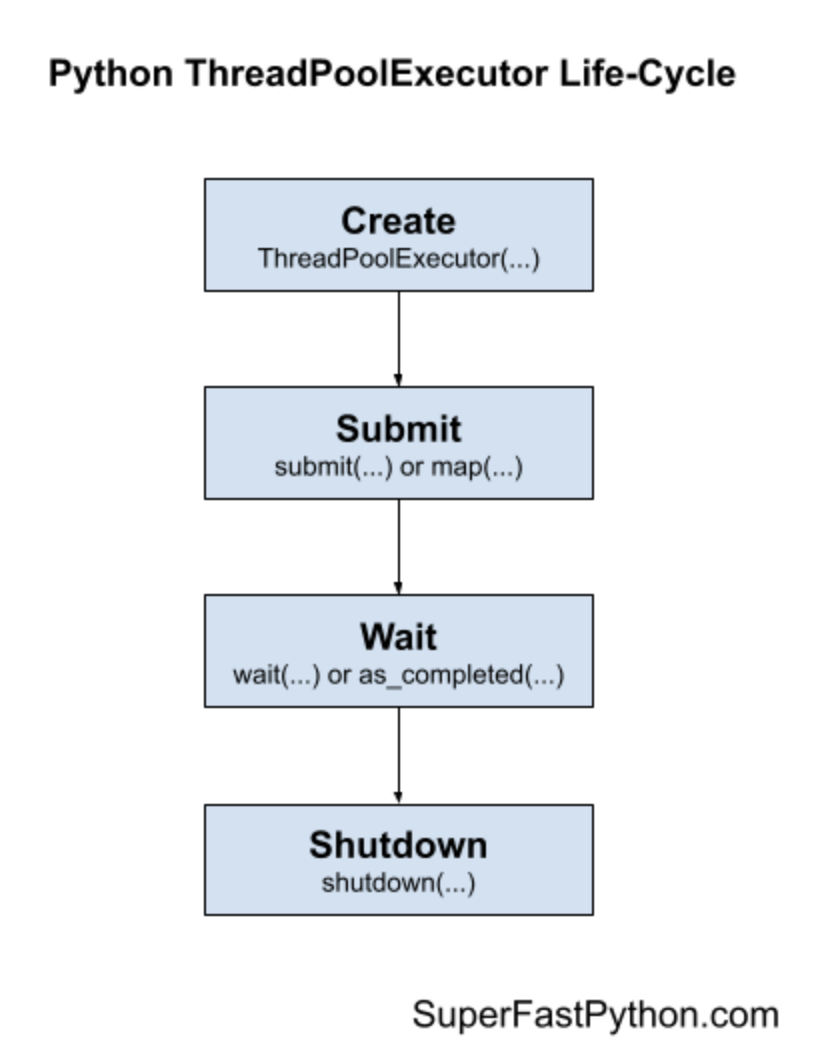 Python ThreadPoolExecutor Life-Cycle
Create
ThreadPoolExecutor(...)
Submit
submit(...) or map(...)
Wait
wait(...) or as_completed(...)
Shutdown
shutdown(...)
SuperFastPython.com